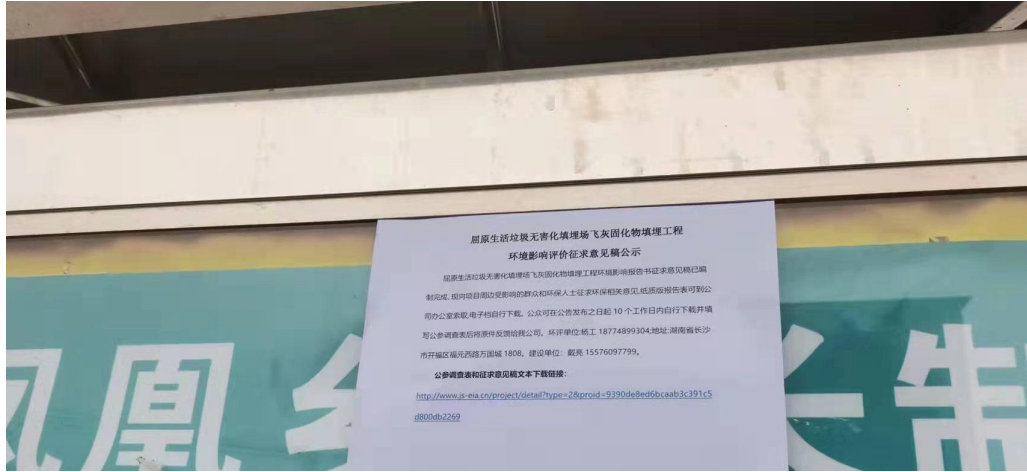 屈原生活垃圾无害化填埋场飞灰固化物填埋工程
环境影响评价征求意见稿公示
屈原生活垃圾无害化填埋场飞灰固化物填埋工程环境影响报告书征求意见稿已编
制完成,现向项目周边受影响的群众和环保人士征求环保相关意见,纸质版报告表可到公
司办公室索取,电子档自行下载。公众可在公告发布之日起 10 个工作日内自行下载并填
写公参调查表后将原件反馈给我公司。环评单位:杨工 18774899304;地址:湖南省长沙
市开福区福元西路万国城 1808。建设单位: 戴亮 15576097799。
公参调查表和征求意见稿文本下载链接:
http://www.js-eia.cn/project/detail?type=2&proid=9390de8ed6bcaab3c391c5
d800db2269
凤凰乡 长制